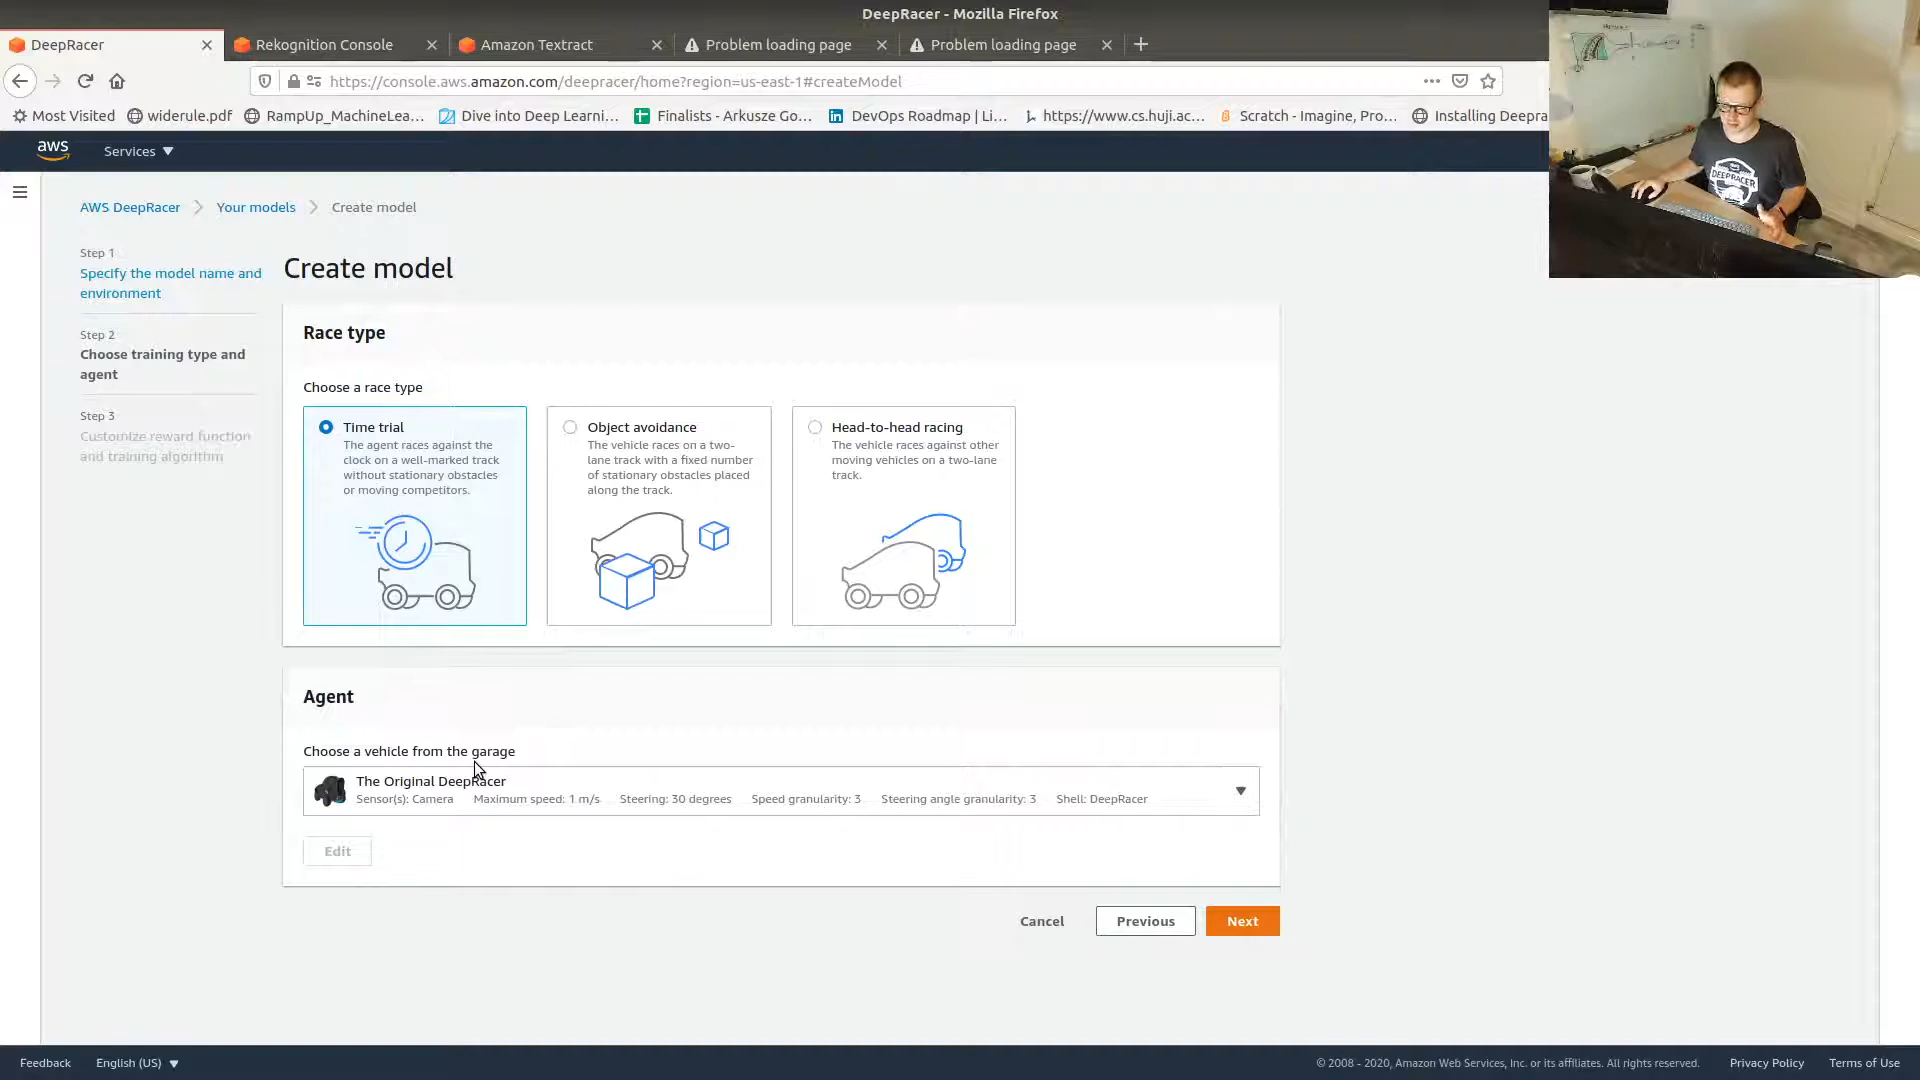 DeepRacer - Mozilla Firefox
DeepRacer
Rekognition Console
Amazon Textract
Problem loading page
Problem loading page
https://console.aws.amazon.com/deepracer/home?region=us-east-1#createModel
Most Visited
widerule.pdf
RampUp_MachineLea...
Dive into Deep Learni...
Finalists - Arkusze Go...
DevOps Roadmap | Li...
https://www.cs.huji.ac...
Scratch - Imagine, Pro...
Installing Deepra
aws
Services
AWS DeepRacer
Your models
Create model
Step 1
Specify the model name and
environment
Step 2
Choose training type and
agent
Step 3
Customize reward function
and training algorithm
Create model
Race type
Choose a race type
Time trial
The agent races against the
clock on a well-marked track
without stationary obstacles
or moving competitors.
Object avoidance
The vehicle races on a two-
lane track with a fixed number
of stationary obstacles placed
along the track.
Head-to-head racing
The vehicle races against other
moving vehicles on a two-lane
track.
Agent
Choose a vehicle from the garage
The Original DeepRacer
Sensor(s): Camera
Maximum speed: 1 m/s
Steering: 30 degrees
Speed granularity: 3
Steering angle granularity: 3
Shell: DeepRacer
Edit
Cancel
Previous
Next
DEEPRACER
Feedback
English (US)
© 2008 - 2020, Amazon Web Services, Inc. or its affiliates. All rights reserved.
Privacy Policy
Terms of Use